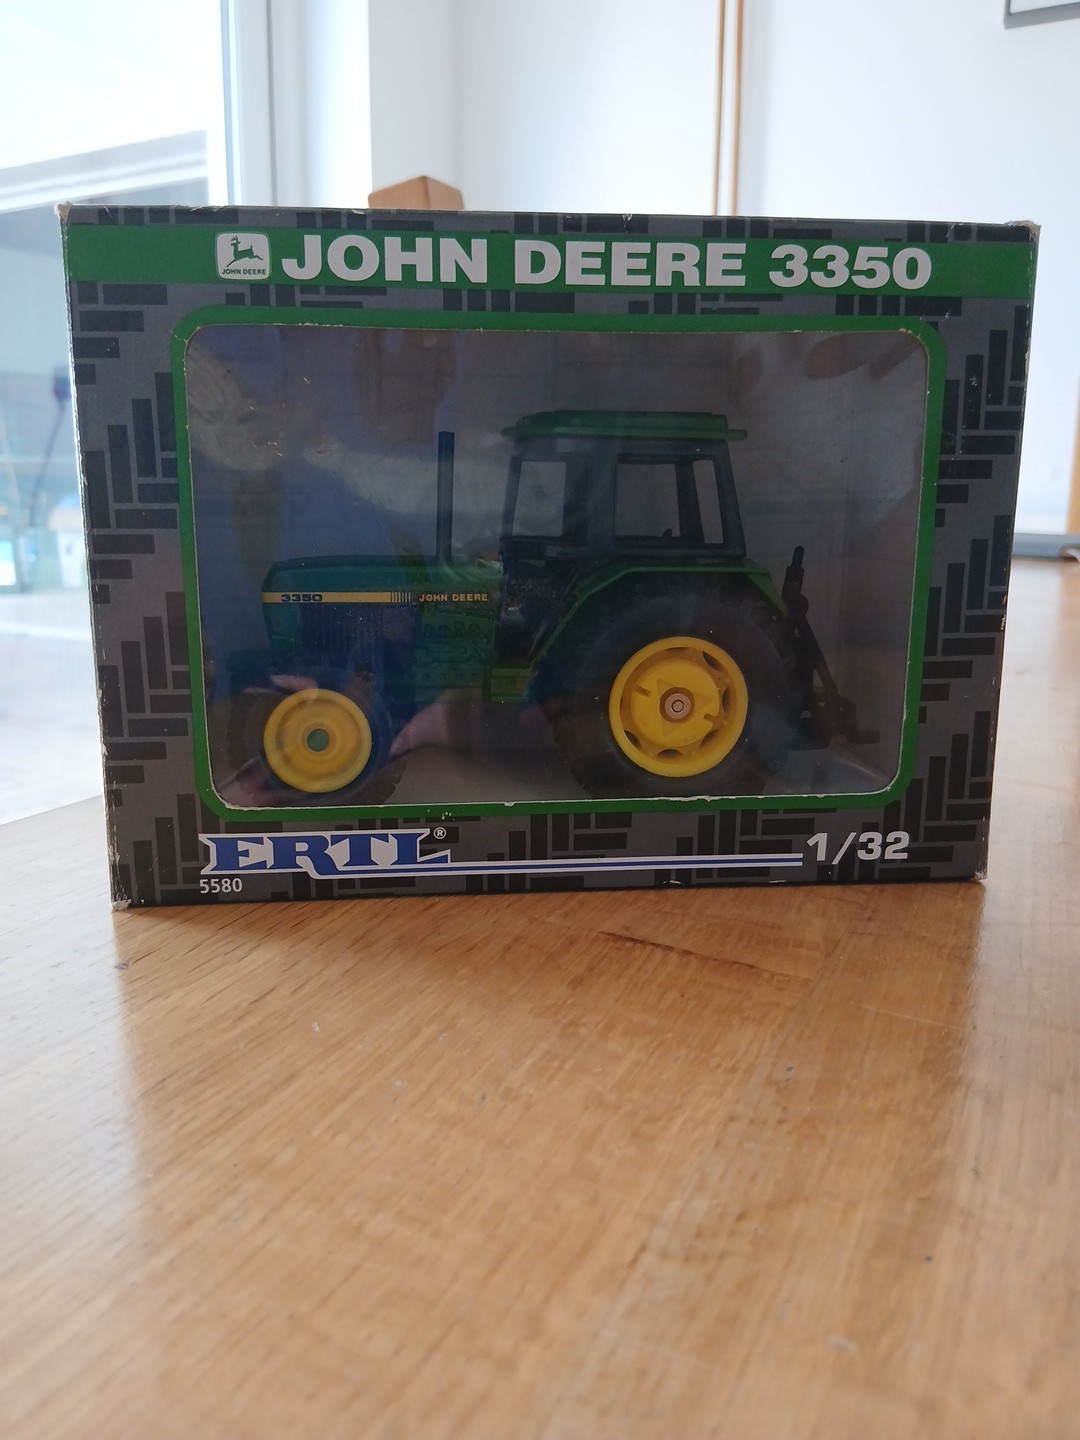 JOHN DEERE
JOHN DEERE 3350
3350
JOHN DEERE
ERTL®
5580
1/32